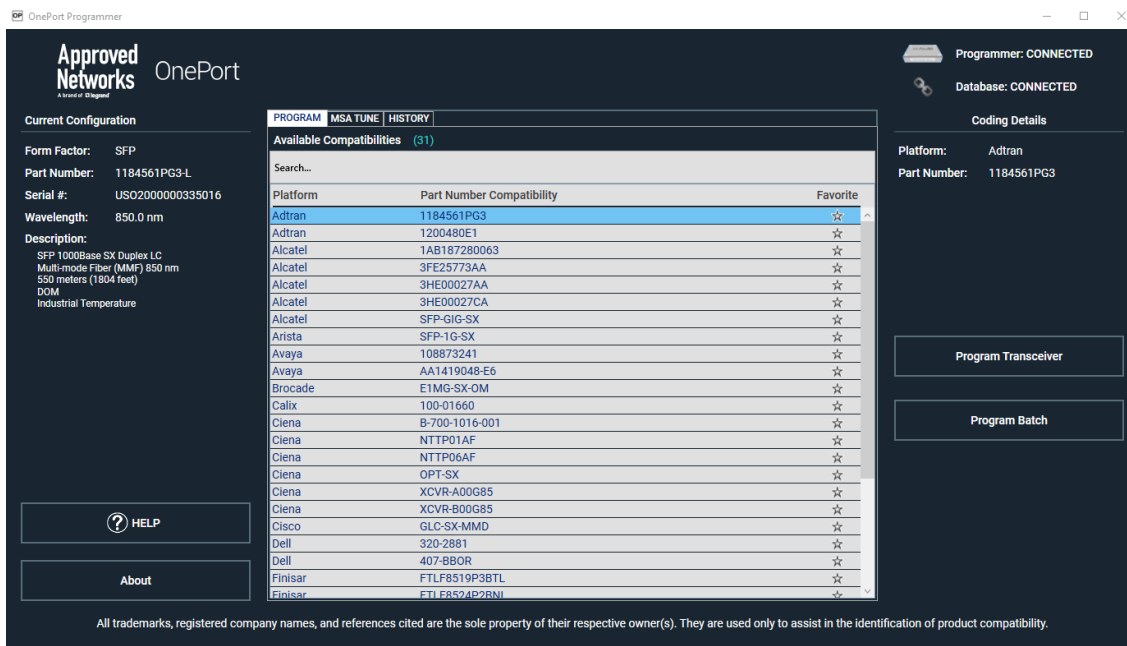 OP OnePort Programmer
Approved
Networks
A brand of legrand
OnePort
Programmer: CONNECTED
Database: CONNECTED
Current Configuration
Form Factor: SFP
Part Number: 1184561PG3-L
Serial #: USO2000000335016
Wavelength: 850.0 nm
Description:
SFP 1000Base SX Duplex LC
Multi-mode Fiber (MMF) 850 nm
550 meters (1804 feet)
DOM
Industrial Temperature
? HELP
About
PROGRAM MSA TUNE HISTORY
Available Compatibilities (31)
Search...
Platform Part Number Compatibility Favorite
Adtran 1184561PG3
Adtran 1200480E1
Alcatel 1AB187280063
Alcatel 3FE25773AA
Alcatel 3HE00027AA
Alcatel 3HE00027CA
Alcatel SFP-GIG-SX
Arista SFP-1G-SX
Avaya 108873241
Avaya AA1419048-E6
Brocade E1MG-SX-OM
Calix 100-01660
Ciena B-700-1016-001
Ciena NTTP01AF
Ciena NTTP06AF
Ciena OPT-SX
Ciena XCVR-A00G85
Ciena XCVR-B00G85
Cisco GLC-SX-MMD
Dell 320-2881
Dell 407-BBOR
Finisar FTLF8519P3BTL
Finisar FTLF8524P2BNL
Coding Details
Platform: Adtran
Part Number: 1184561PG3
Program Transceiver
Program Batch
All trademarks, registered company names, and references cited are the sole property of their respective owner(s). They are used only to assist in the identification of product compatibility.